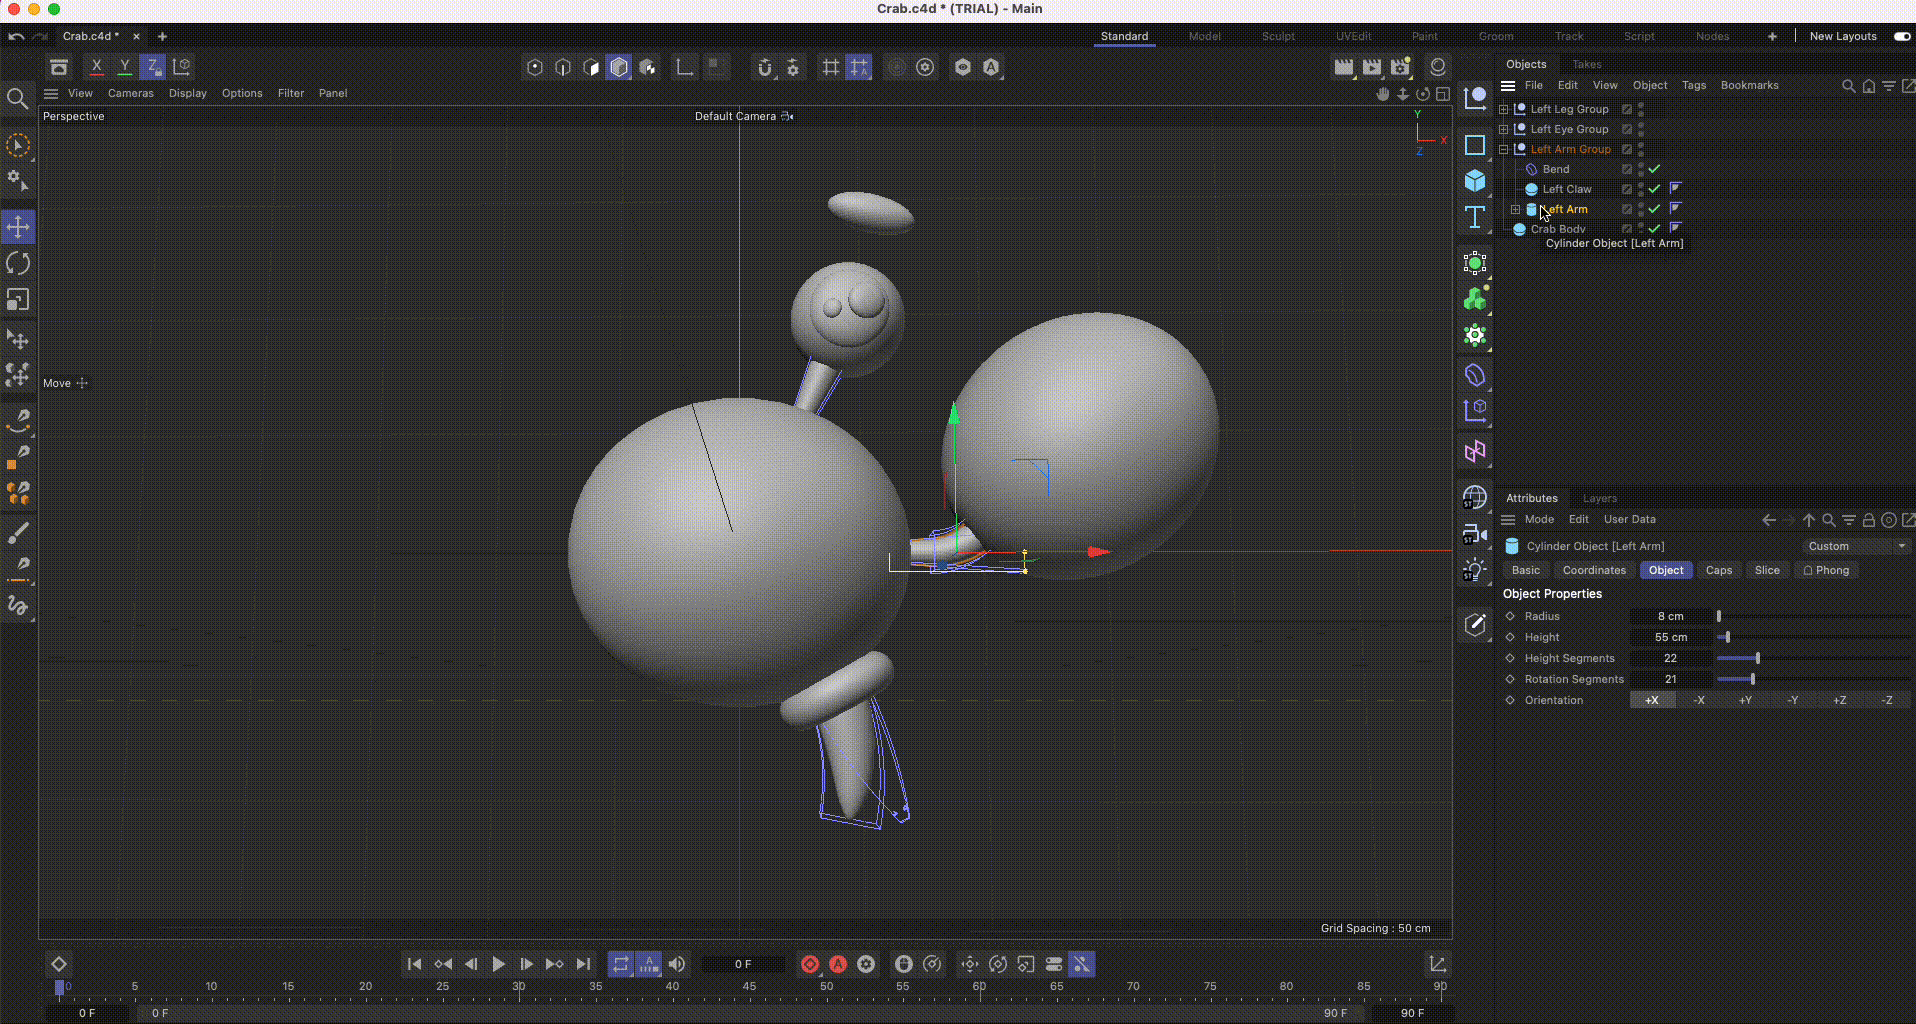 Crab.c4d * (TRIAL) - Main
Crab.c4d * × +
Standard Model Sculpt UVEdit Paint Groom Track Script Nodes + New Layouts
X Y Z
View Cameras Display Options Filter Panel
Perspective
Default Camera
Y
X
Z
Move
Grid Spacing : 50 cm
Objects Takes
File Edit View Object Tags Bookmarks
Left Leg Group
Left Eye Group
Left Arm Group
Bend
Left Claw
Left Arm
Crab Body
Cylinder Object [Left Arm]
Attributes Layers
Mode Edit User Data
Cylinder Object [Left Arm] Custom
Basic Coordinates Object Caps Slice Phong
Object Properties
Radius 8 cm
Height 55 cm
Height Segments 22
Rotation Segments 21
Orientation +X -X +Y -Y +Z -Z
0 F
0 5 10 15 20 25 30 35 40 45 50 55 60 65 70 75 80 85 90
0 F 0 F 90 F 90 F